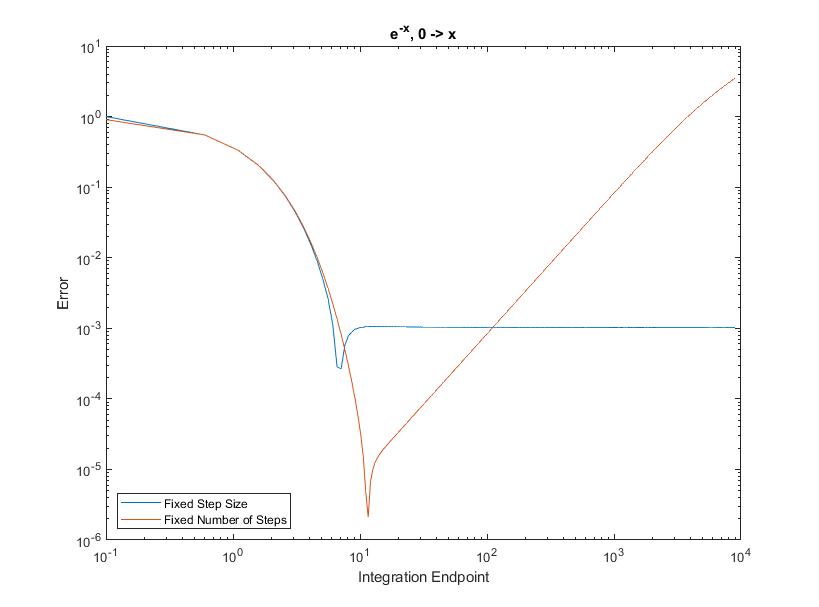 e^-x, 0 -> x
10^1
10^0
10^-1
10^-2
10^-3
10^-4
10^-5
10^-6
Error
Fixed Step Size
Fixed Number of Steps
10^-1 10^0 10^1 10^2 10^3 10^4
Integration Endpoint